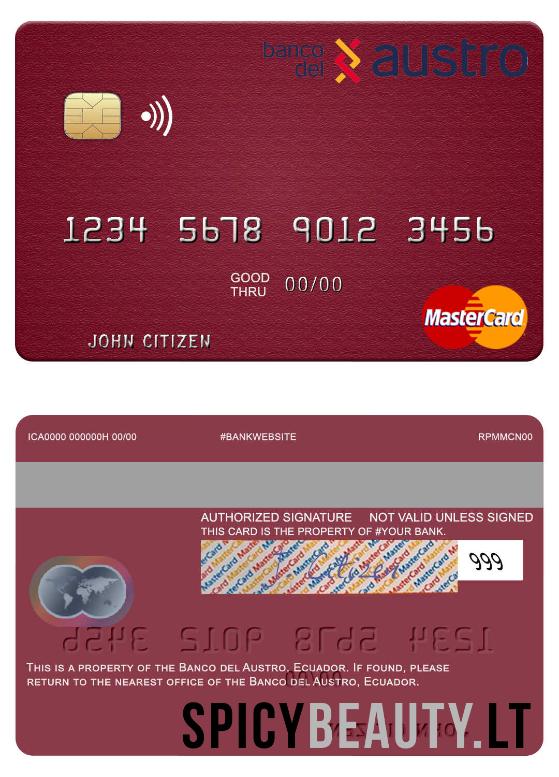 banco del austro
1234 5678 9012 3456
GOOD THRU 00/00
MasterCard
JOHN CITIZEN
ICA0000 000000H 00/00 #BANKWEBSITE RPMMCN00
AUTHORIZED SIGNATURE NOT VALID UNLESS SIGNED
THIS CARD IS THE PROPERTY OF #YOUR BANK.
999
THIS IS A PROPERTY OF THE BANCO DEL AUSTRO, ECUADOR. IF FOUND, PLEASE
RETURN TO THE NEAREST OFFICE OF THE BANCO DEL AUSTRO, ECUADOR.
SPICYBEAUTY.LT